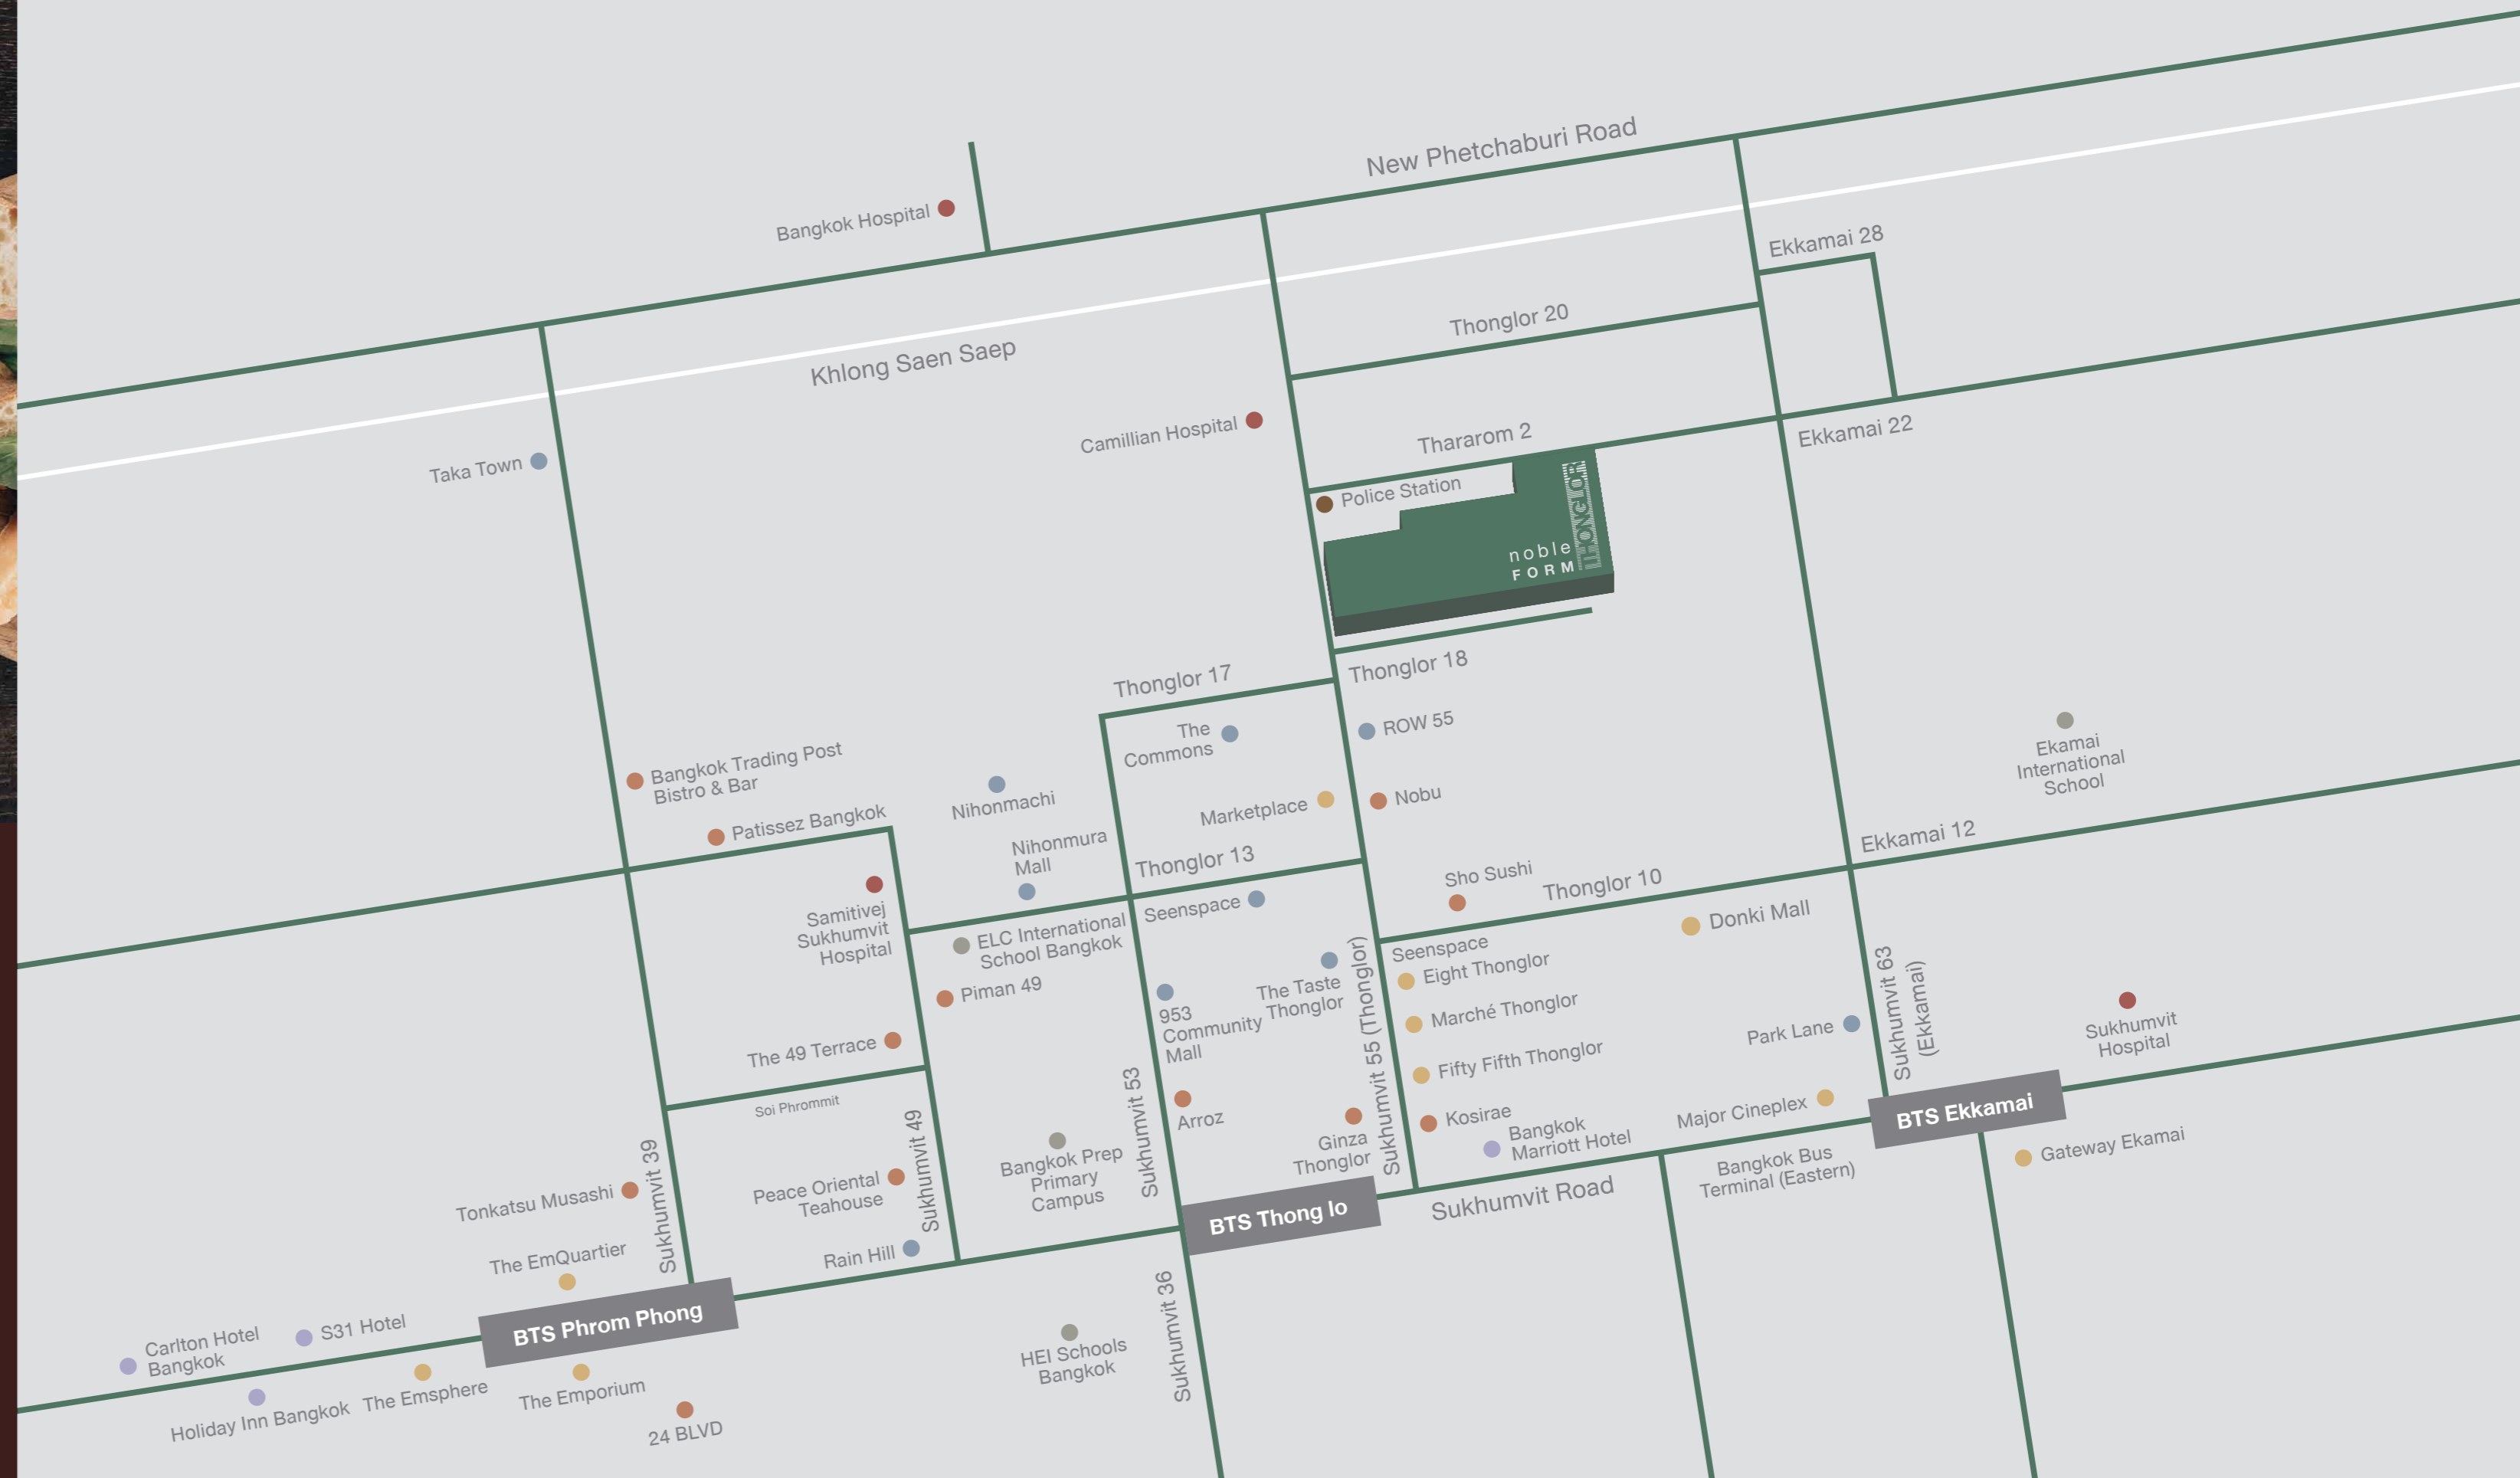 New Phetchaburi Road
Bangkok Hospital
Ekkamai 28
Thonglor 20
Khlong Saen Saep
Camillian Hospital
Thararom 2
Ekkamai 22
Taka Town
Police Station
noble
FORM
THONGLOR
Thonglor 17
Thonglor 18
The
Commons
ROW 55
Ekamai
International
School
Bangkok Trading Post
Bistro & Bar
Nihonmachi
Marketplace
Nobu
Patissez Bangkok
Nihonmura
Mall
Thonglor 13
Ekkamai 12
Sho Sushi
Thonglor 10
Samitivej
Sukhumvit
Hospital
ELC International
School Bangkok
Seenspace
Donki Mall
Piman 49
953
Community
Mall
The Taste
Thonglor
Sukhumvit 55 (Thonglor)
Seenspace
Eight Thonglor
Marché Thonglor
Fifty Fifth Thonglor
Park Lane
Sukhumvit 63
(Ekkamai)
Sukhumvit
Hospital
The 49 Terrace
Soi Phrommit
Sukhumvit 53
Arroz
Ginza
Thonglor
Kosirae
Bangkok
Marriott Hotel
Major Cineplex
BTS Ekkamai
Gateway Ekamai
Bangkok Bus
Terminal (Eastern)
Sukhumvit 39
Sukhumvit 49
Bangkok Prep
Primary
Campus
Tonkatsu Musashi
Peace Oriental
Teahouse
BTS Thong lo
Sukhumvit Road
The EmQuartier
Rain Hill
BTS Phrom Phong
Sukhumvit 36
HEI Schools
Bangkok
Carlton Hotel
Bangkok
S31 Hotel
Holiday Inn Bangkok
The Emsphere
The Emporium
24 BLVD